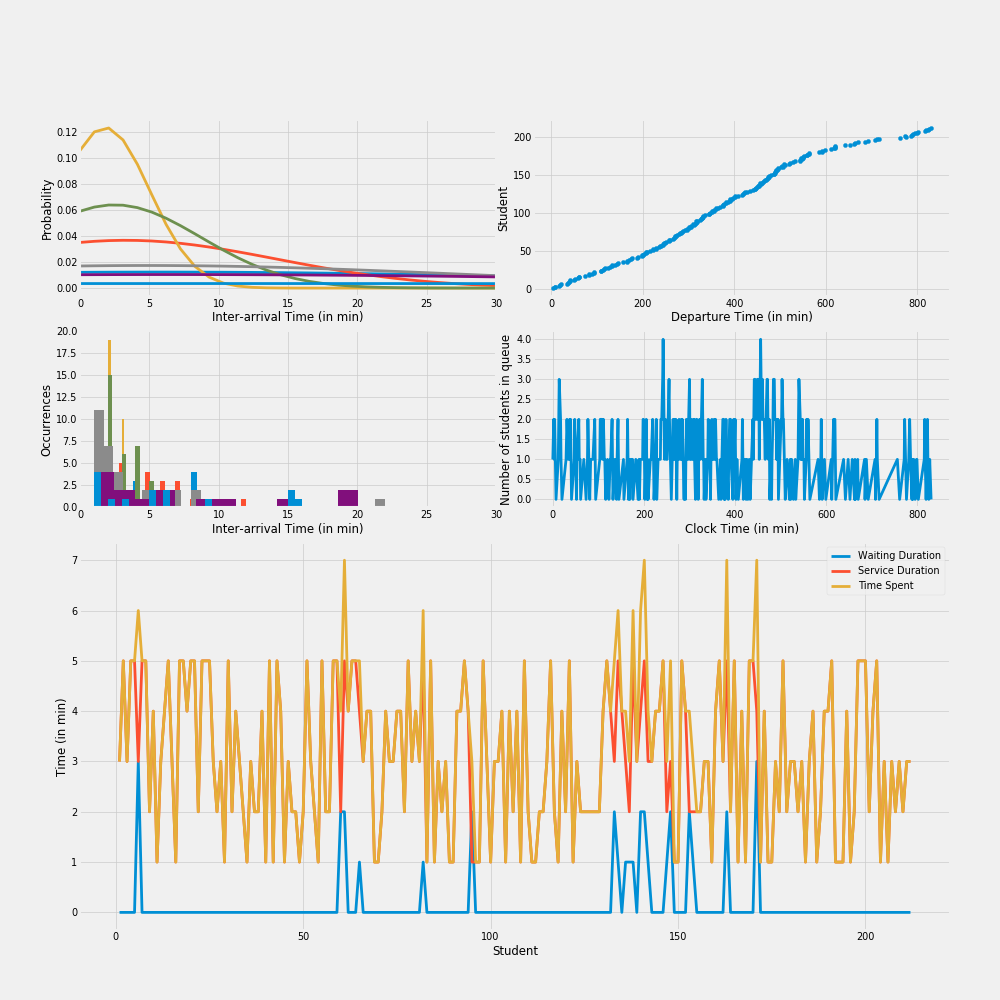 0.12
0.10
0.08
0.06
0.04
0.02
0.00
Probability
0 5 10 15 20 25 30
Inter-arrival Time (in min)
200
150
100
50
0
Student
0 200 400 600 800
Departure Time (in min)
20.0
17.5
15.0
12.5
10.0
7.5
5.0
2.5
0.0
Occurrences
0 5 10 15 20 25 30
Inter-arrival Time (in min)
4.0
3.5
3.0
2.5
2.0
1.5
1.0
0.5
0.0
Number of students in queue
0 200 400 600 800
Clock Time (in min)
Waiting Duration
Service Duration
Time Spent
7
6
5
4
3
2
1
0
Time (in min)
0 50 100 150 200
Student